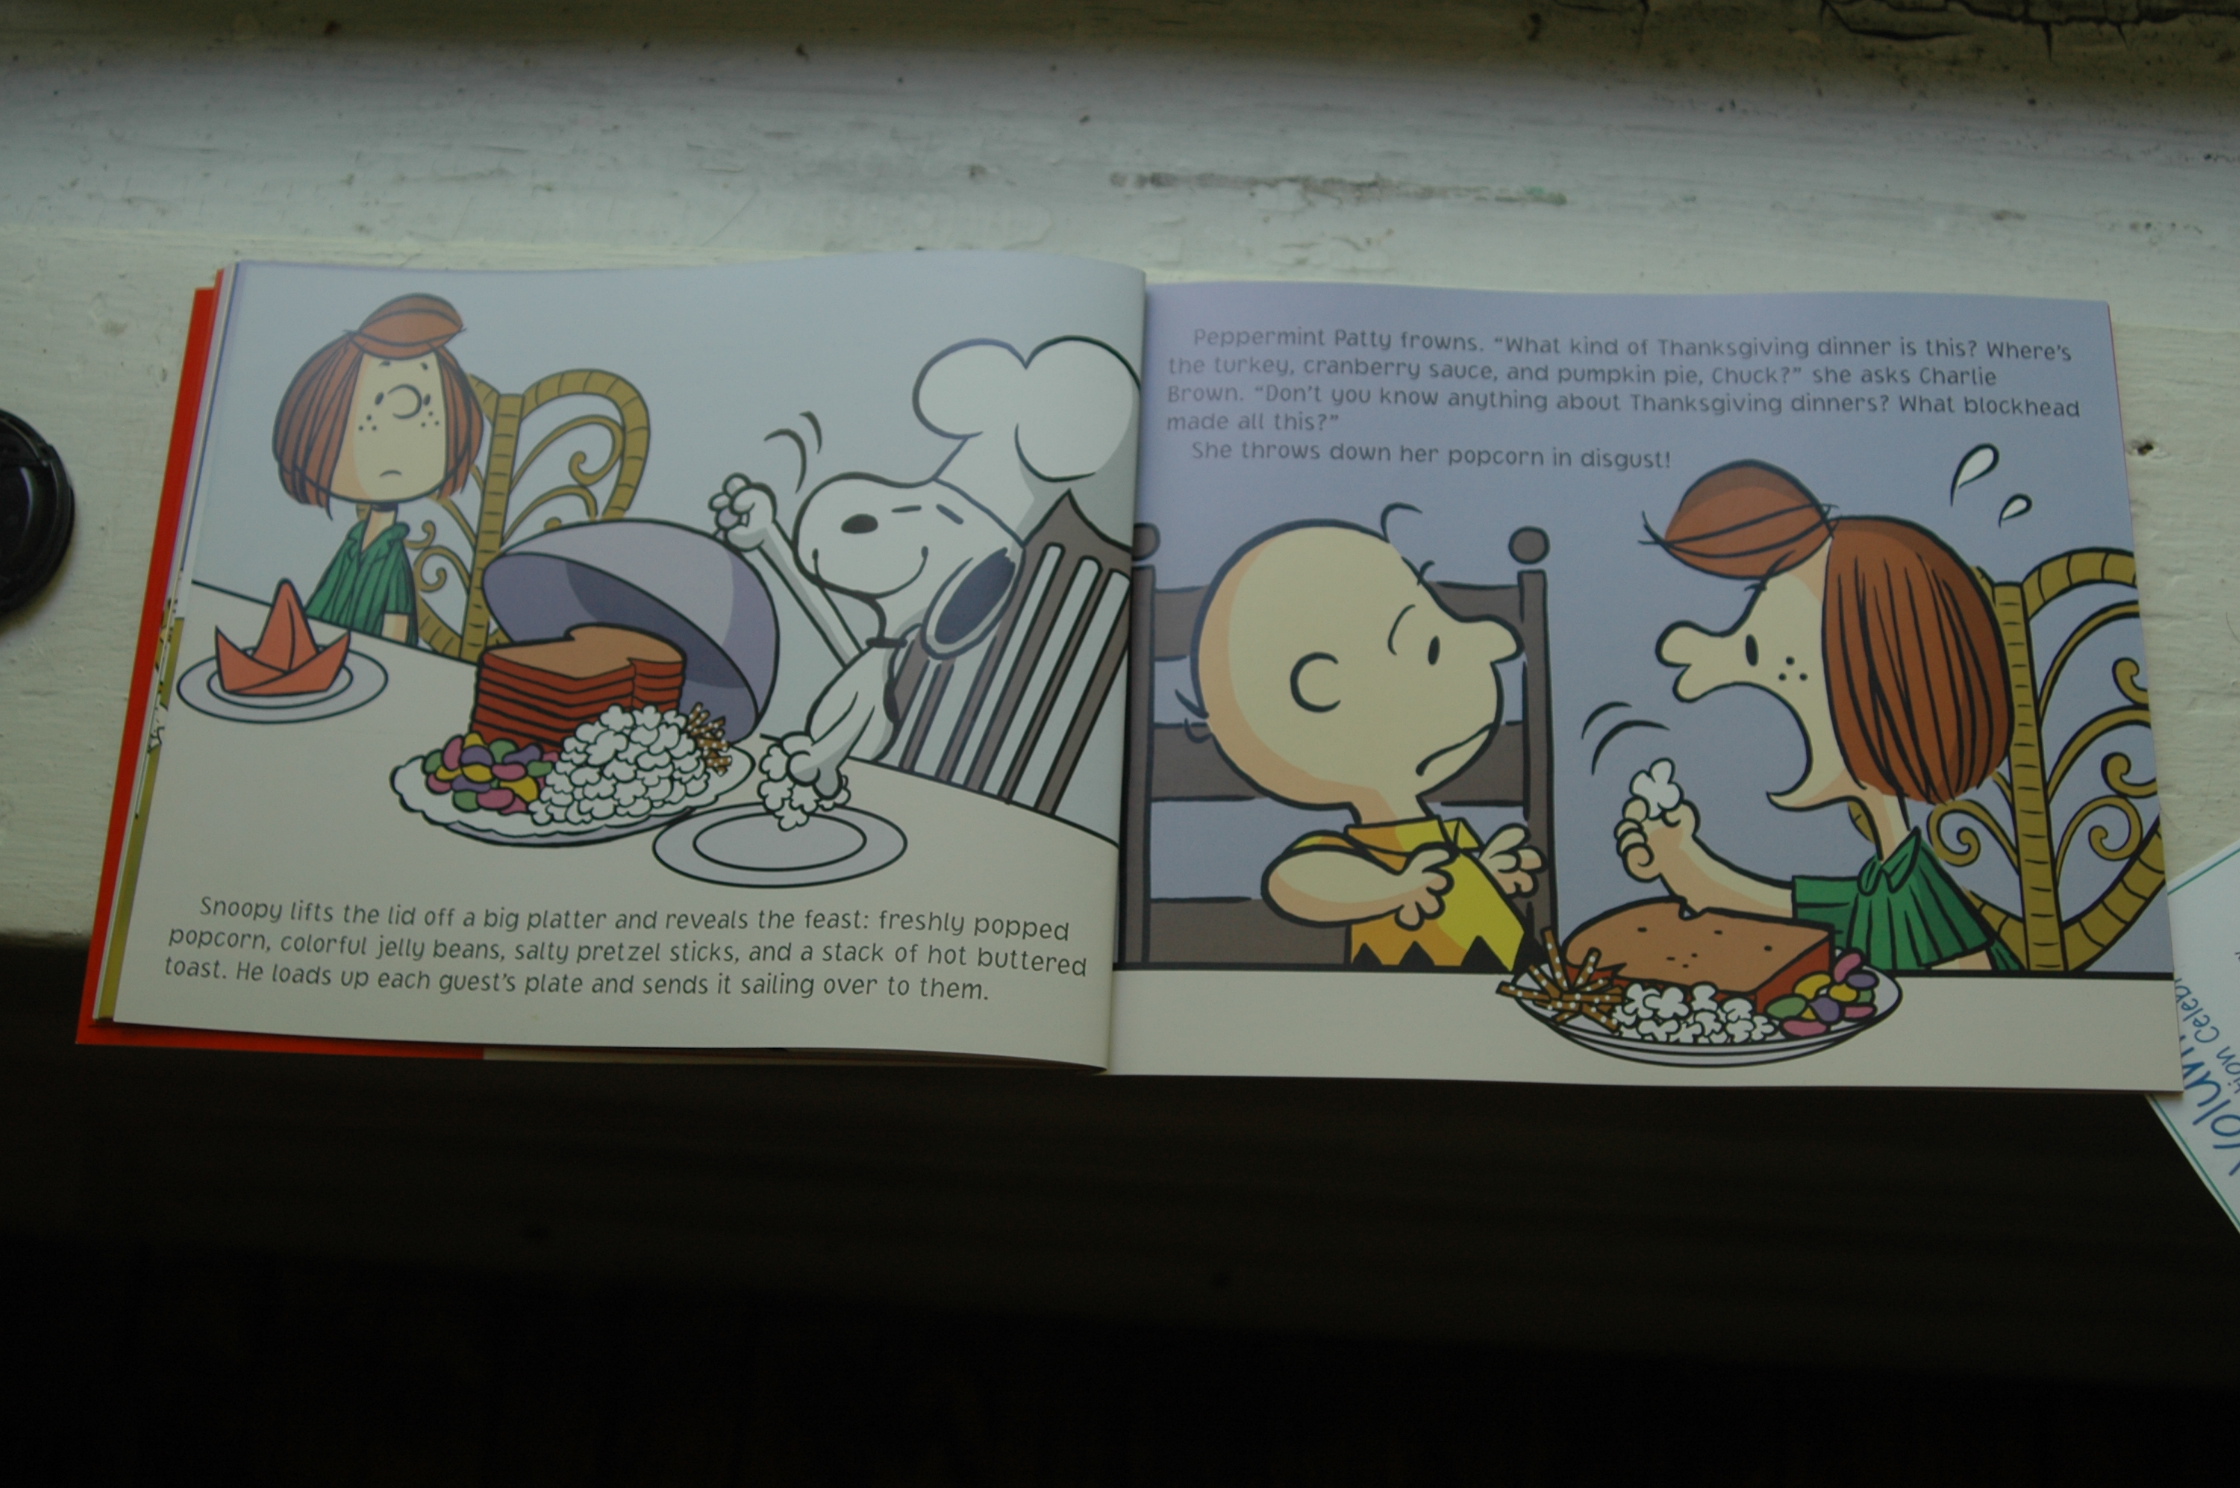 Snoopy lifts the lid off a big platter and reveals the feast: freshly popped
popcorn, colorful jelly beans, salty pretzel sticks, and a stack of hot buttered
toast. He loads up each guest's plate and sends it sailing over to them.
Peppermint Patty frowns. "What kind of Thanksgiving dinner is this? Where's
the turkey, cranberry sauce, and pumpkin pie, Chuck?" she asks Charlie
Brown. "Don't you know anything about Thanksgiving dinners? What blockhead
made all this?"
She throws down her popcorn in disgust!